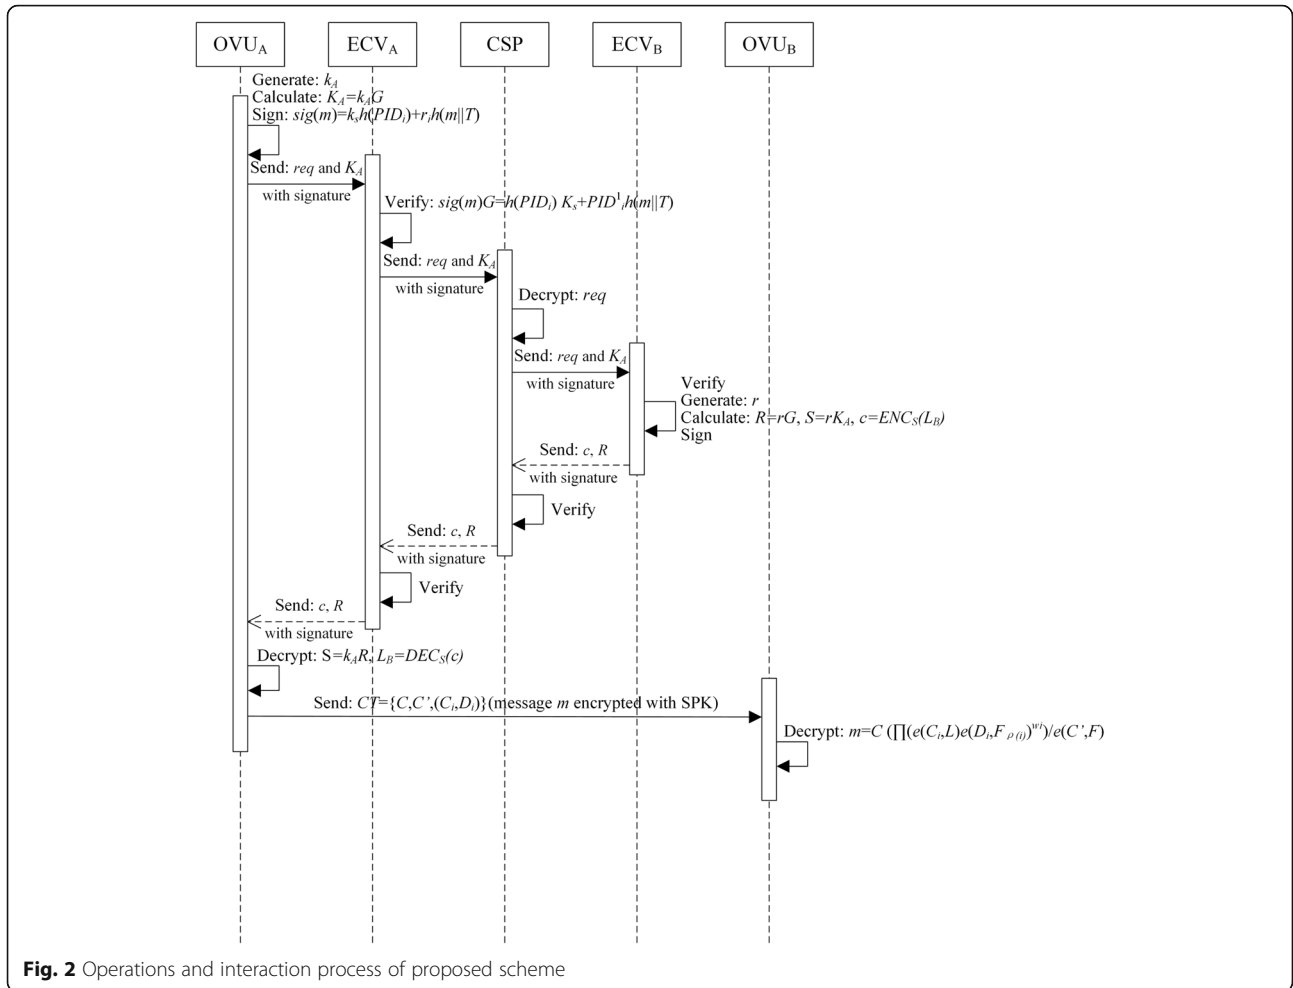 OVU_A ECV_A CSP ECV_B OVU_B
Generate: k_A
Calculate: K_A=k_AG
Sign: sig(m)=k_sh(PID_i)+r_ih(m||T)
Send: req and K_A
with signature
Verify: sig(m)G=h(PID_i) K_s+PID^1_ih(m||T)
Send: req and K_A
with signature
Decrypt: req
Send: req and K_A
with signature
Verify
Generate: r
Calculate: R=rG, S=rK_A, c=ENC_S(L_B)
Sign
Send: c, R
with signature
Verify
Send: c, R
with signature
Verify
Send: c, R
with signature
Decrypt: S=k_AR, L_B=DEC_S(c)
Send: CT={C,C’,(C_i,D_i)}(message m encrypted with SPK)
Decrypt: m=C (∏(e(C_i,L)e(D_i,F_ρ(i))^wi)/e(C’,F)
Fig. 2 Operations and interaction process of proposed scheme